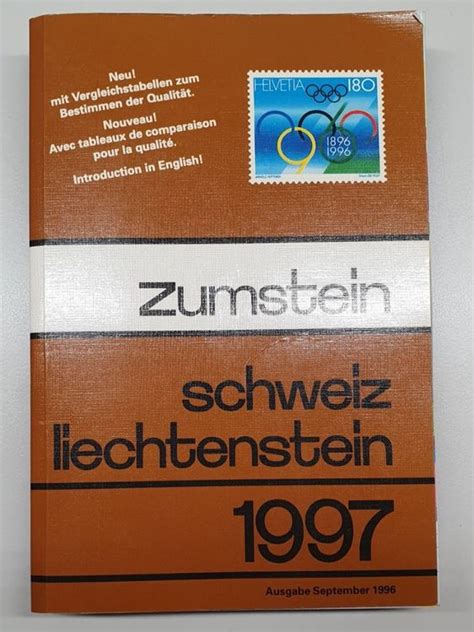 Neu!
mit Vergleichstabellen zum
Bestimmen der Qualität.
Nouveau!
Avec tableaux de comparaison
pour la qualité.
Introduction in English!
HELVETIA 180
1896
1996
zumstein
schweiz
liechtenstein
1997
Ausgabe September 1996